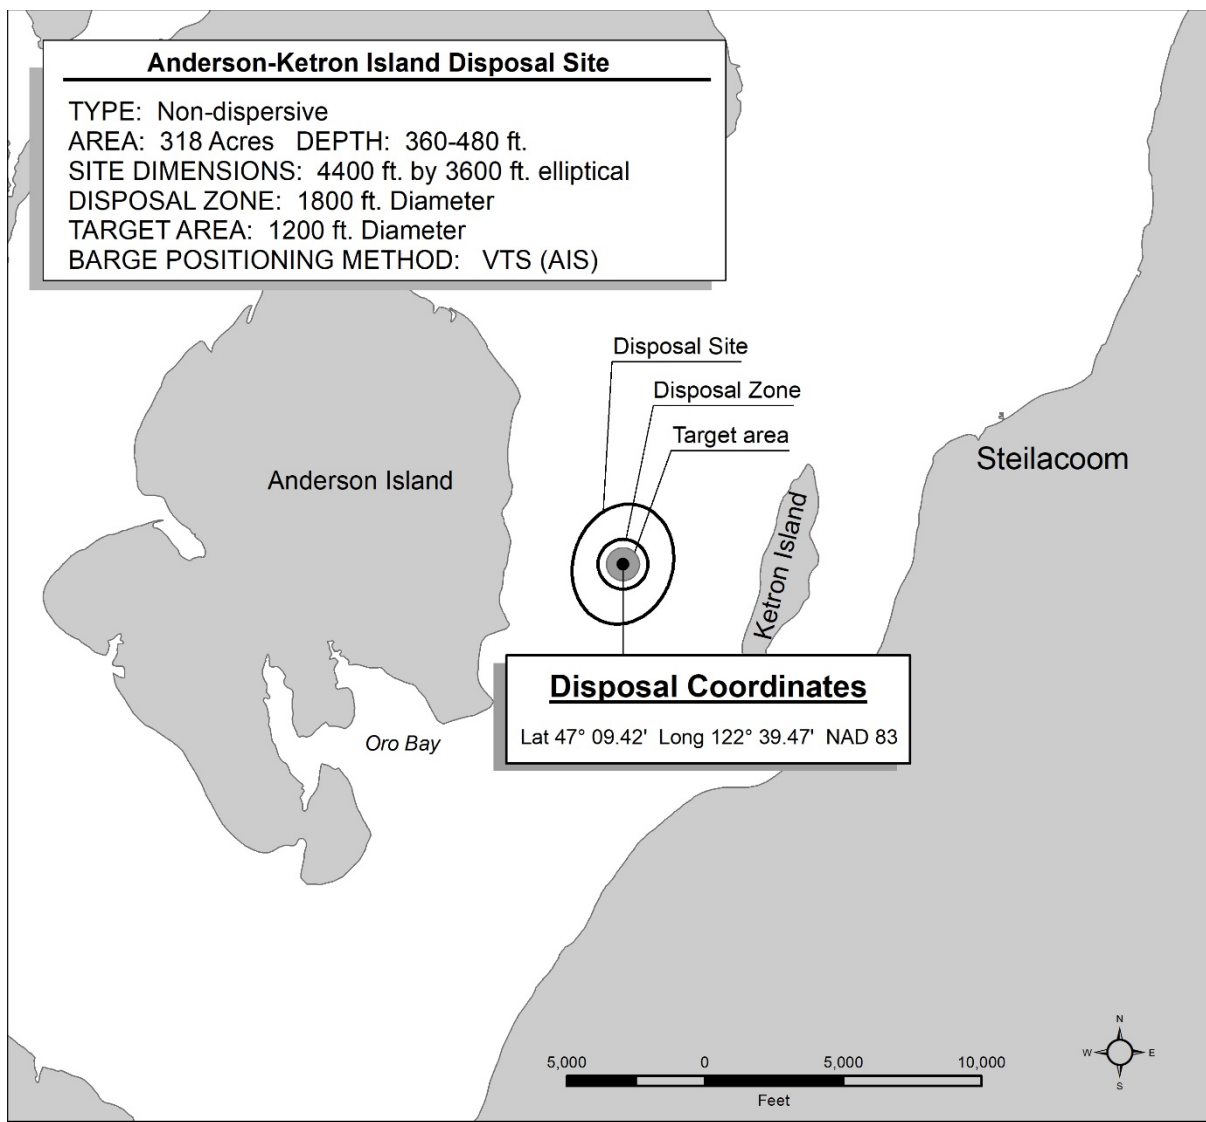 Anderson-Ketron Island Disposal Site
TYPE: Non-dispersive
AREA: 318 Acres DEPTH: 360-480 ft.
SITE DIMENSIONS: 4400 ft. by 3600 ft. elliptical
DISPOSAL ZONE: 1800 ft. Diameter
TARGET AREA: 1200 ft. Diameter
BARGE POSITIONING METHOD: VTS (AIS)
Disposal Site
Disposal Zone
Target area
Steilacoom
Anderson Island
Ketron Island
Disposal Coordinates
Lat 47° 09.42' Long 122° 39.47' NAD 83
Oro Bay
N
W E
S
5,000 0 5,000 10,000
Feet